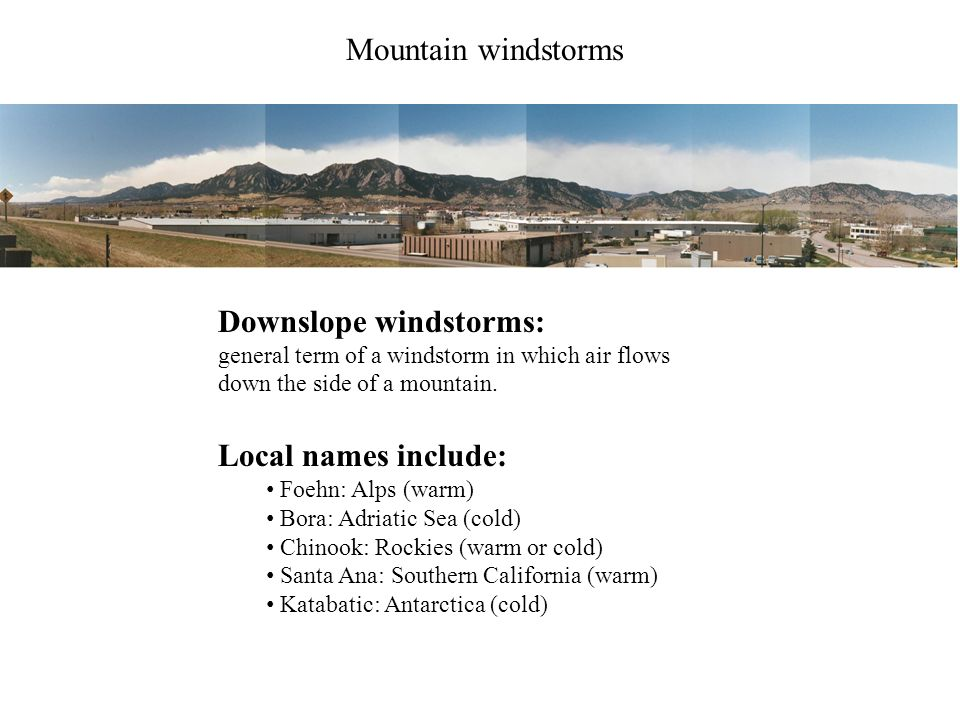 Mountain windstorms
Downslope windstorms:
general term of a windstorm in which air flows
down the side of a mountain.
Local names include:
• Foehn: Alps (warm)
• Bora: Adriatic Sea (cold)
• Chinook: Rockies (warm or cold)
• Santa Ana: Southern California (warm)
• Katabatic: Antarctica (cold)